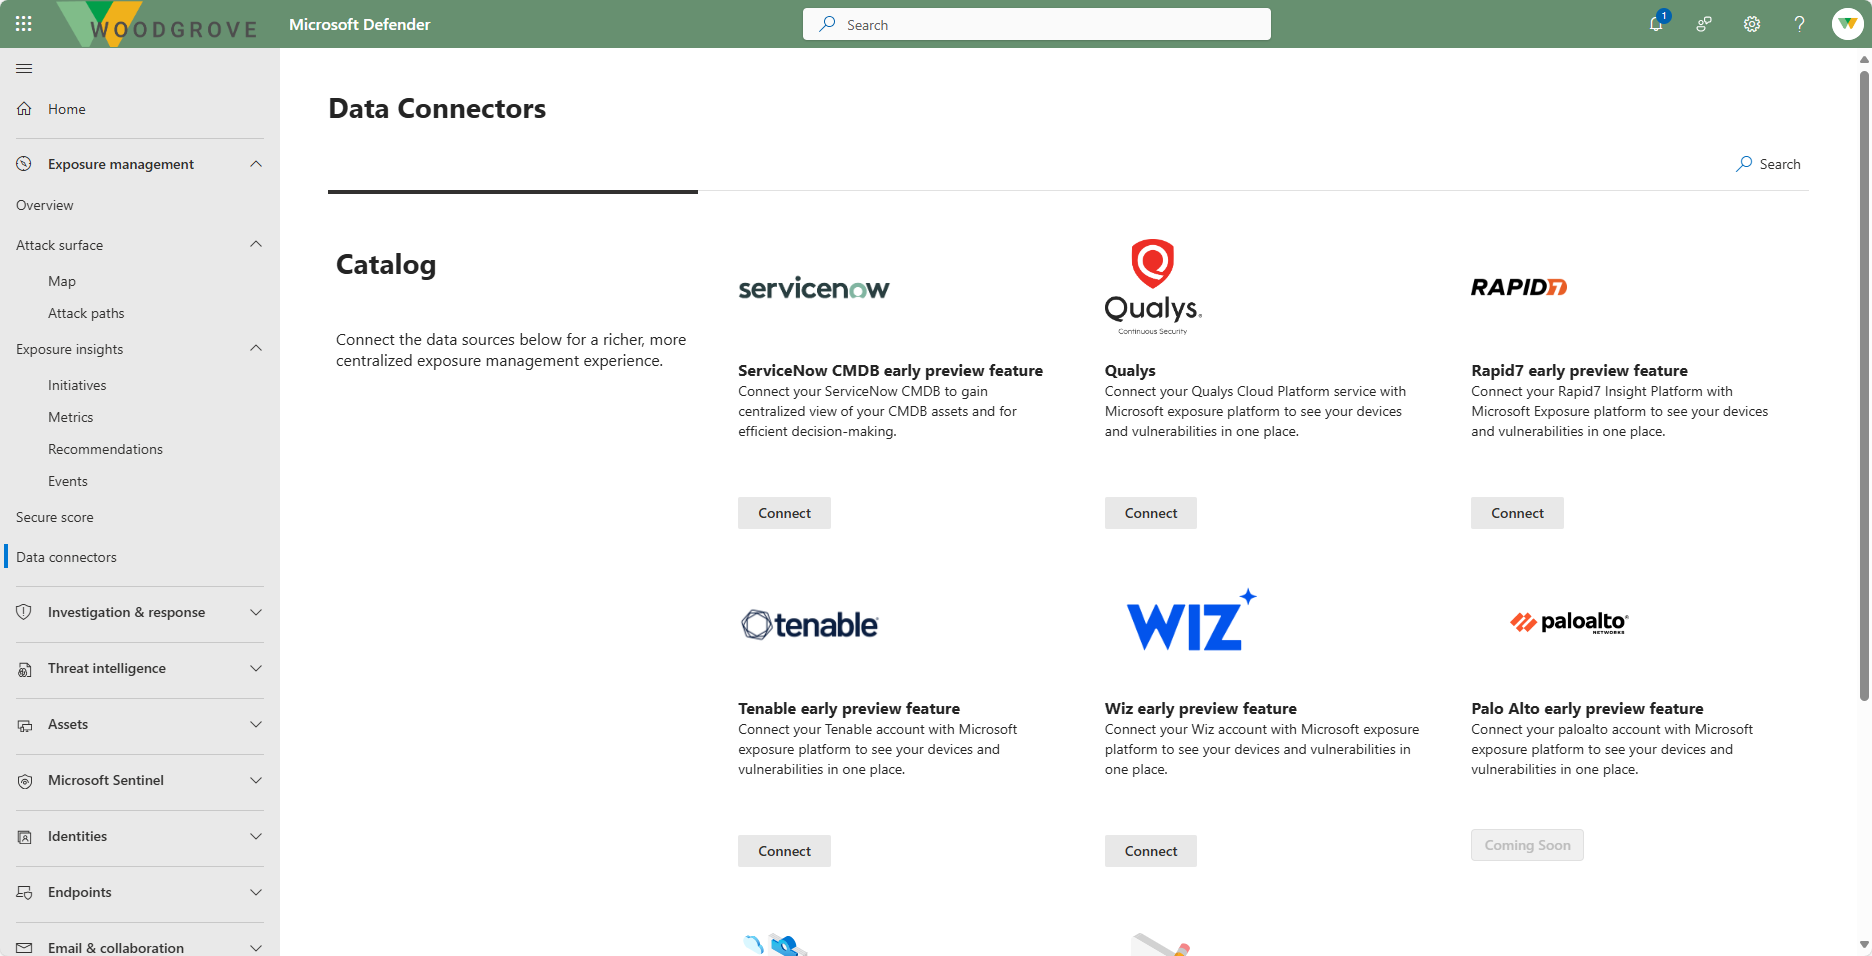 WOODGROVE
Microsoft Defender
Search
1
Home
Exposure management
Overview
Attack surface
Map
Attack paths
Exposure insights
Initiatives
Metrics
Recommendations
Events
Secure score
Data connectors
Investigation & response
Threat intelligence
Assets
Microsoft Sentinel
Identities
Endpoints
Email & collaboration
Data Connectors
Search
Catalog
Connect the data sources below for a richer, more
centralized exposure management experience.
servicenow
ServiceNow CMDB early preview feature
Connect your ServiceNow CMDB to gain
centralized view of your CMDB assets and for
efficient decision-making.
Connect
Qualys.
Continuous Security
Qualys
Connect your Qualys Cloud Platform service with
Microsoft exposure platform to see your devices
and vulnerabilities in one place.
Connect
RAPID7
Rapid7 early preview feature
Connect your Rapid7 Insight Platform with
Microsoft Exposure platform to see your devices
and vulnerabilities in one place.
Connect
tenable
Tenable early preview feature
Connect your Tenable account with Microsoft
exposure platform to see your devices and
vulnerabilities in one place.
Connect
WIZ
Wiz early preview feature
Connect your Wiz account with Microsoft exposure
platform to see your devices and vulnerabilities in
one place.
Connect
paloalto®
NETWORKS
Palo Alto early preview feature
Connect your paloalto account with Microsoft
exposure platform to see your devices and
vulnerabilities in one place.
Coming Soon